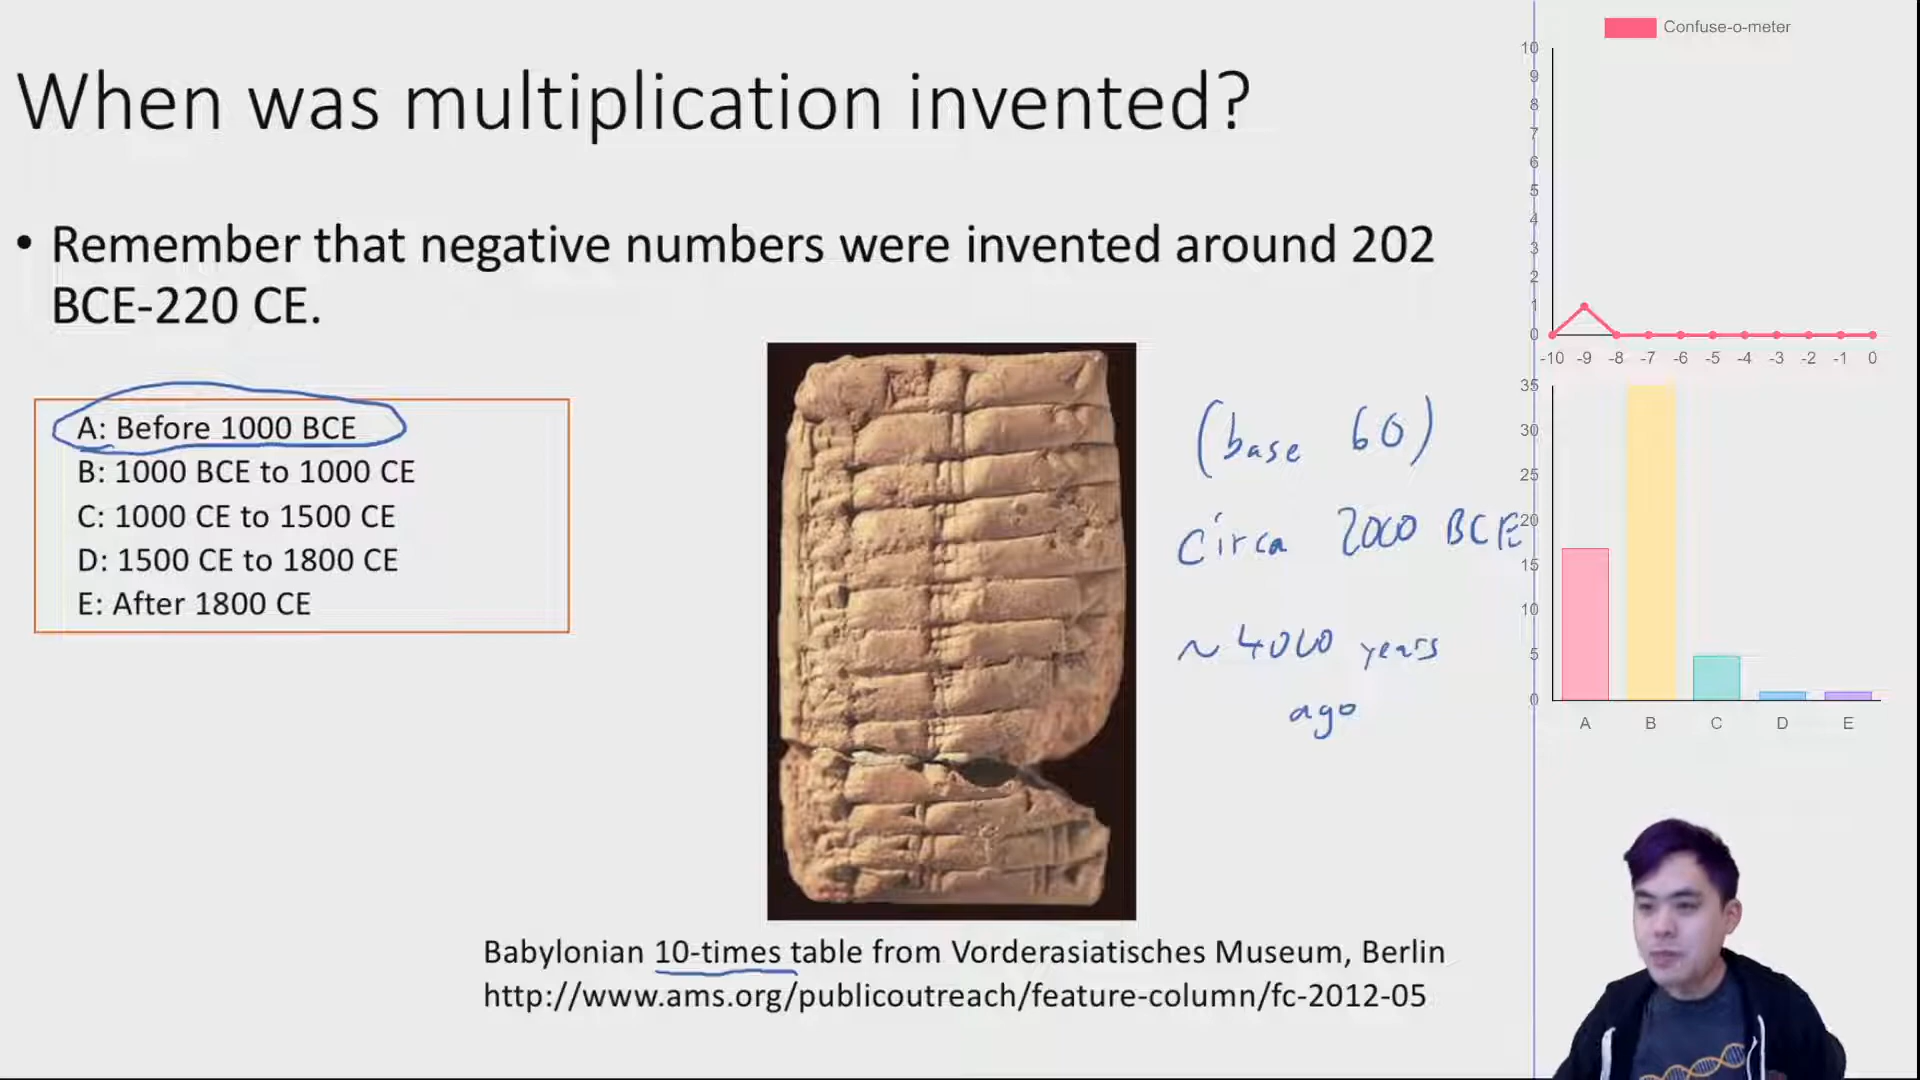 When was multiplication invented?
• Remember that negative numbers were invented around 202
BCE-220 CE.
A: Before 1000 BCE
B: 1000 BCE to 1000 CE
C: 1000 CE to 1500 CE
D: 1500 CE to 1800 CE
E: After 1800 CE
(base 60)
Circa 2000 BCE
~ 4000 years
ago
Babylonian 10-times table from Vorderasiatisches Museum, Berlin
http://www.ams.org/publicoutreach/feature-column/fc-2012-05
Confuse-o-meter
10
9
8
7
6
5
4
3
2
1
0
-10 -9 -8 -7 -6 -5 -4 -3 -2 -1 0
35
30
25
20
15
10
5
0
A B C D E